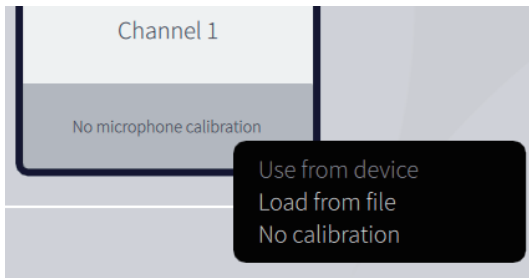 Channel 1
No microphone calibration
Use from device
Load from file
No calibration